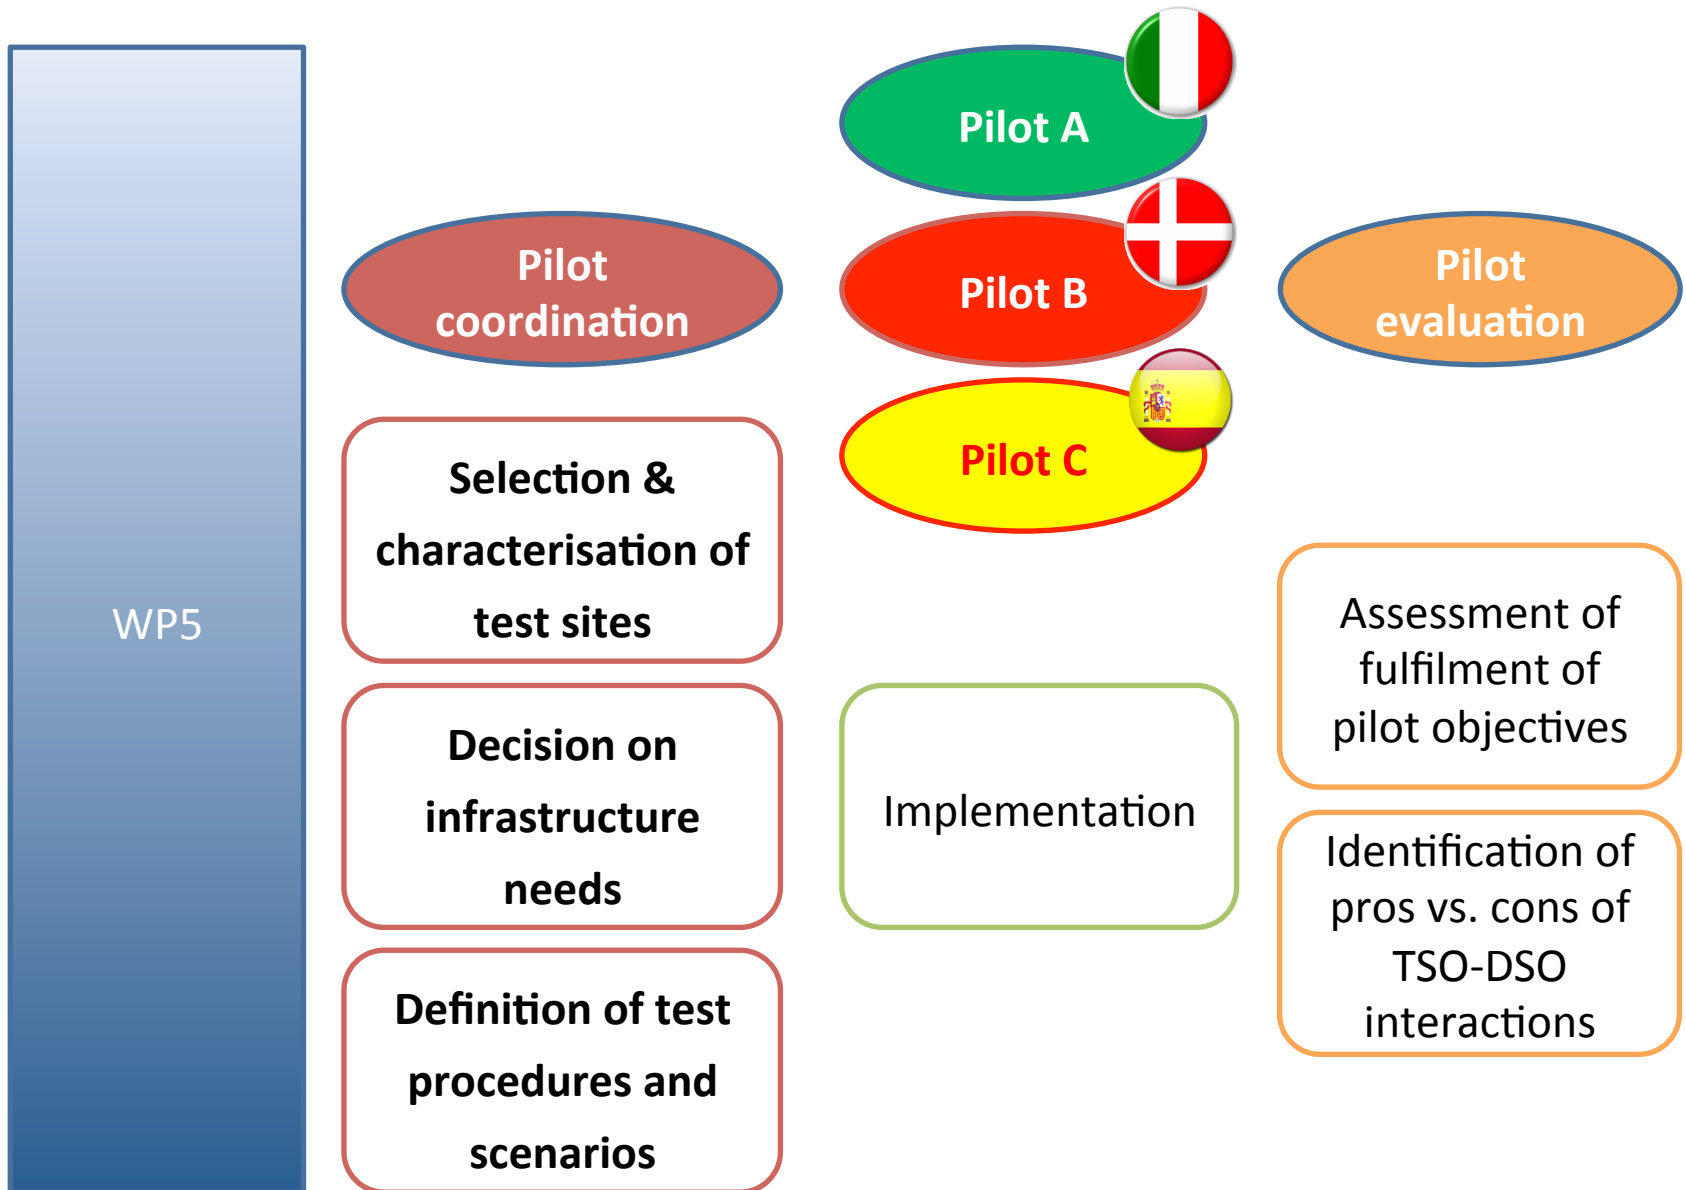 WP5
Pilot
coordination
Selection &
characterisation of
test sites
Decision on
infrastructure
needs
Definition of test
procedures and
scenarios
Pilot A
Pilot B
Pilot C
Implementation
Pilot
evaluation
Assessment of
fulfilment of
pilot objectives
Identification of
pros vs. cons of
TSO-DSO
interactions